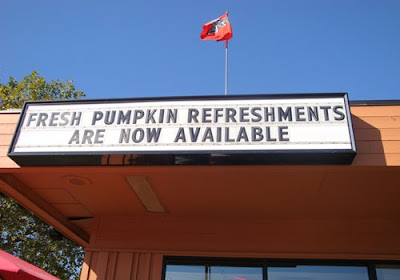 FRESH PUMPKIN REFRESHMENTS
ARE NOW AVAILABLE